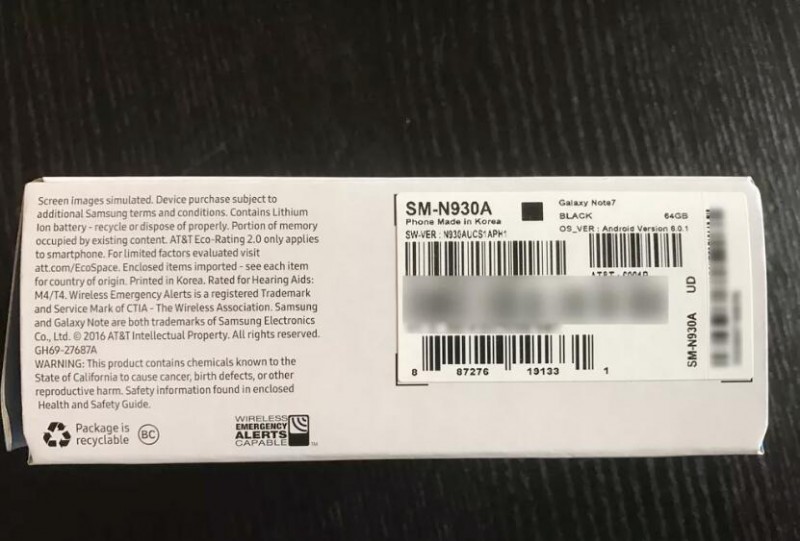 Screen images simulated. Device purchase subject to
additional Samsung terms and conditions. Contains Lithium
Ion battery - recycle or dispose of properly. Portion of memory
occupied by existing content. AT&T Eco-Rating 2.0 only applies
to smartphone. For limited factors evaluated visit
att.com/EcoSpace. Enclosed items imported - see each item
for country of origin. Printed in Korea. Rated for Hearing Aids:
M4/T4. Wireless Emergency Alerts is a registered Trademark
and Service Mark of CTIA - The Wireless Association. Samsung
and Galaxy Note are both trademarks of Samsung Electronics
Co., Ltd. © 2016 AT&T Intellectual Property. All rights reserved.
GH69-27687A
WARNING: This product contains chemicals known to the
State of California to cause cancer, birth defects, or other
reproductive harm. Safety information found in enclosed
Health and Safety Guide.
Package is
recyclable
BC
WIRELESS
EMERGENCY
ALERTS
CAPABLE
TM
SM-N930A
Phone Made in Korea
SW-VER : N930AUCS1APH1
Galaxy Note7
BLACK 64GB
OS_VER : Android Version 6.0.1
8 87276 19133 1
SM-N930A UD